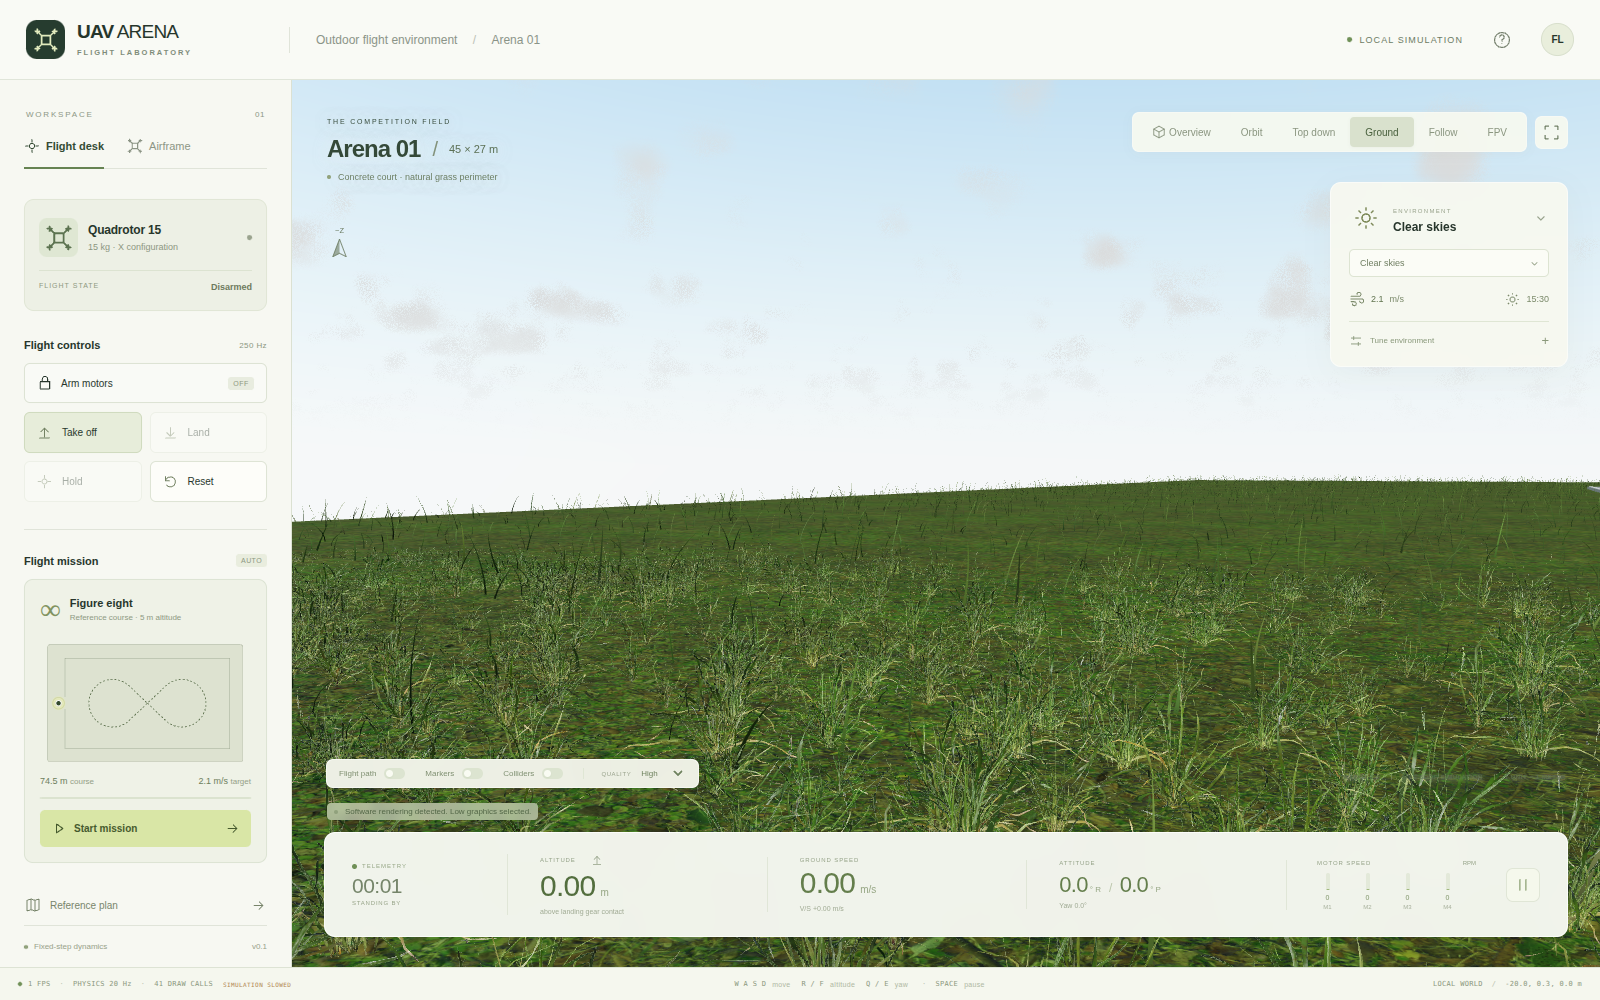 UAV ARENA
FLIGHT LABORATORY
Outdoor flight environment / Arena 01
LOCAL SIMULATION
FL
WORKSPACE 01
Flight desk Airframe
Quadrotor 15
15 kg · X configuration
FLIGHT STATE Disarmed
Flight controls 250 Hz
Arm motors OFF
Take off Land
Hold Reset
Flight mission AUTO
Figure eight
Reference course · 5 m altitude
74.5 m course 2.1 m/s target
Start mission
Reference plan
Fixed-step dynamics v0.1
THE COMPETITION FIELD
Arena 01 / 45 × 27 m
Concrete court · natural grass perimeter
−Z
Overview Orbit Top down Ground Follow FPV
ENVIRONMENT
Clear skies
Clear skies
2.1 m/s 15:30
Tune environment +
Flight path Markers Colliders QUALITY High
Software rendering detected. Low graphics selected.
TELEMETRY
00:01
STANDING BY
ALTITUDE
0.00 m
above landing gear contact
GROUND SPEED
0.00 m/s
V/S +0.00 m/s
ATTITUDE
0.0° R / 0.0° P
Yaw 0.0°
MOTOR SPEED RPM
0 0 0 0
M1 M2 M3 M4
1 FPS · PHYSICS 20 Hz · 41 DRAW CALLS SIMULATION SLOWED
W A S D move R / F altitude Q / E yaw · SPACE pause
LOCAL WORLD / -20.0, 0.3, 0.0 m